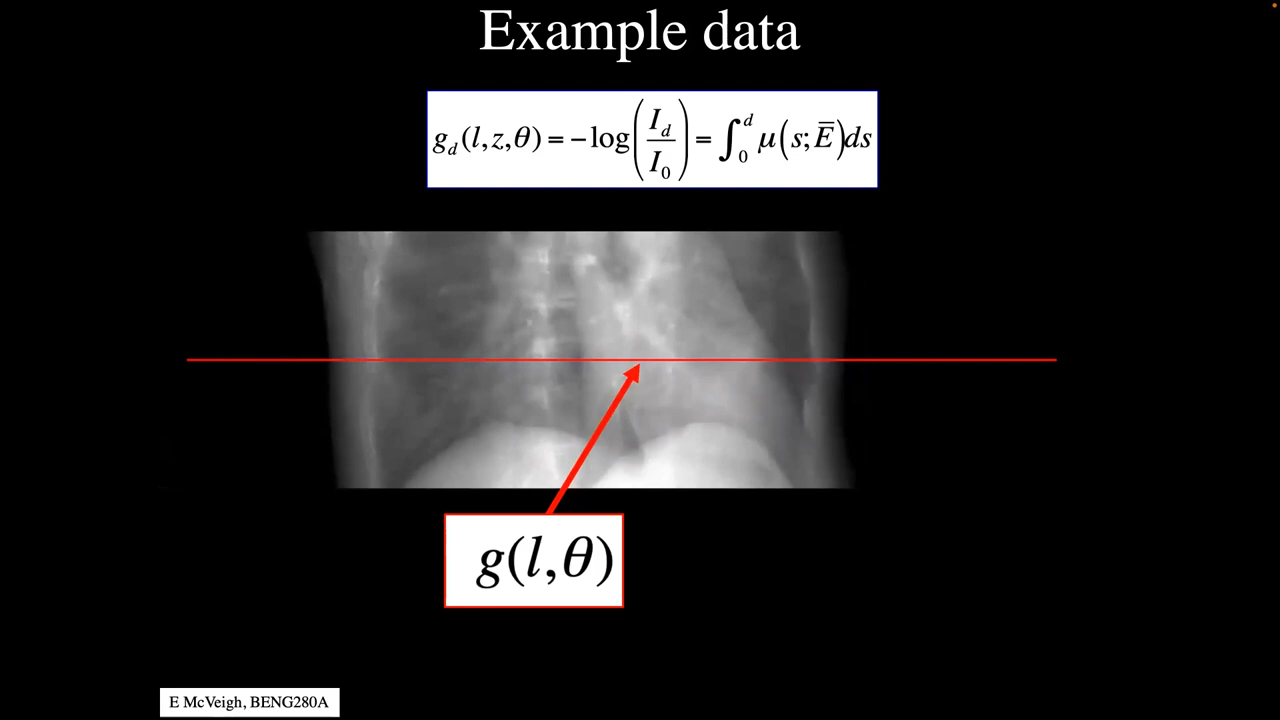 Example data
g_d(l,z,θ) = −log(I_d/I_0) = ∫_0^d μ(s;E̅)ds
g(l,θ)
E McVeigh, BENG280A